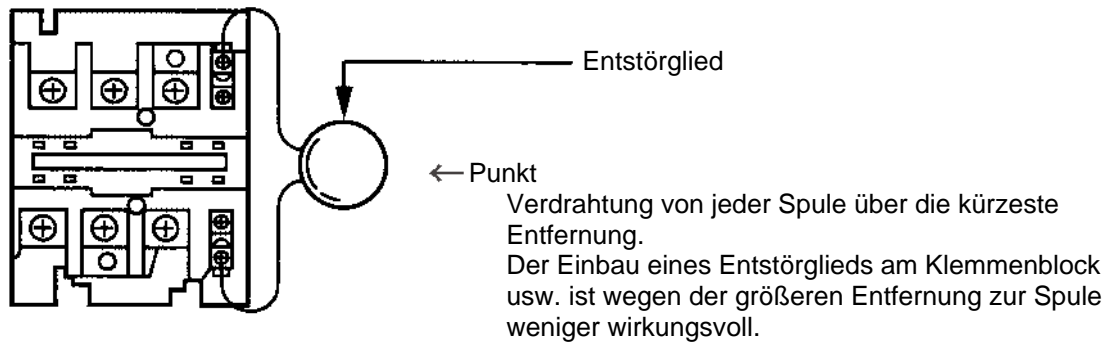 Entstörglied
Punkt
Verdrahtung von jeder Spule über die kürzeste
Entfernung.
Der Einbau eines Entstörglieds am Klemmenblock
usw. ist wegen der größeren Entfernung zur Spule
weniger wirkungsvoll.